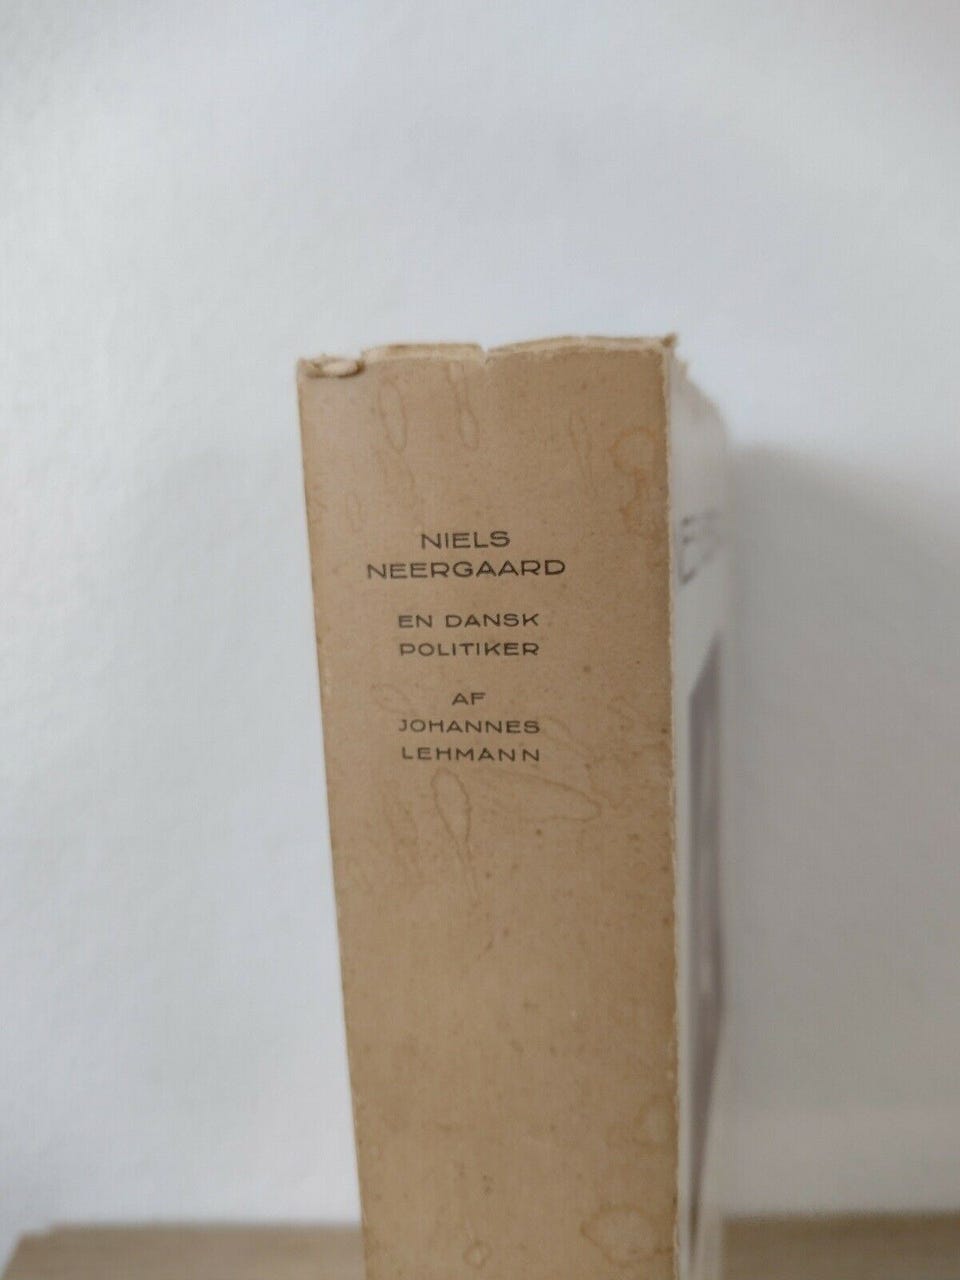 NIELS
NEERGAARD
EN DANSK
POLITIKER
AF
JOHANNES
LEHMANN